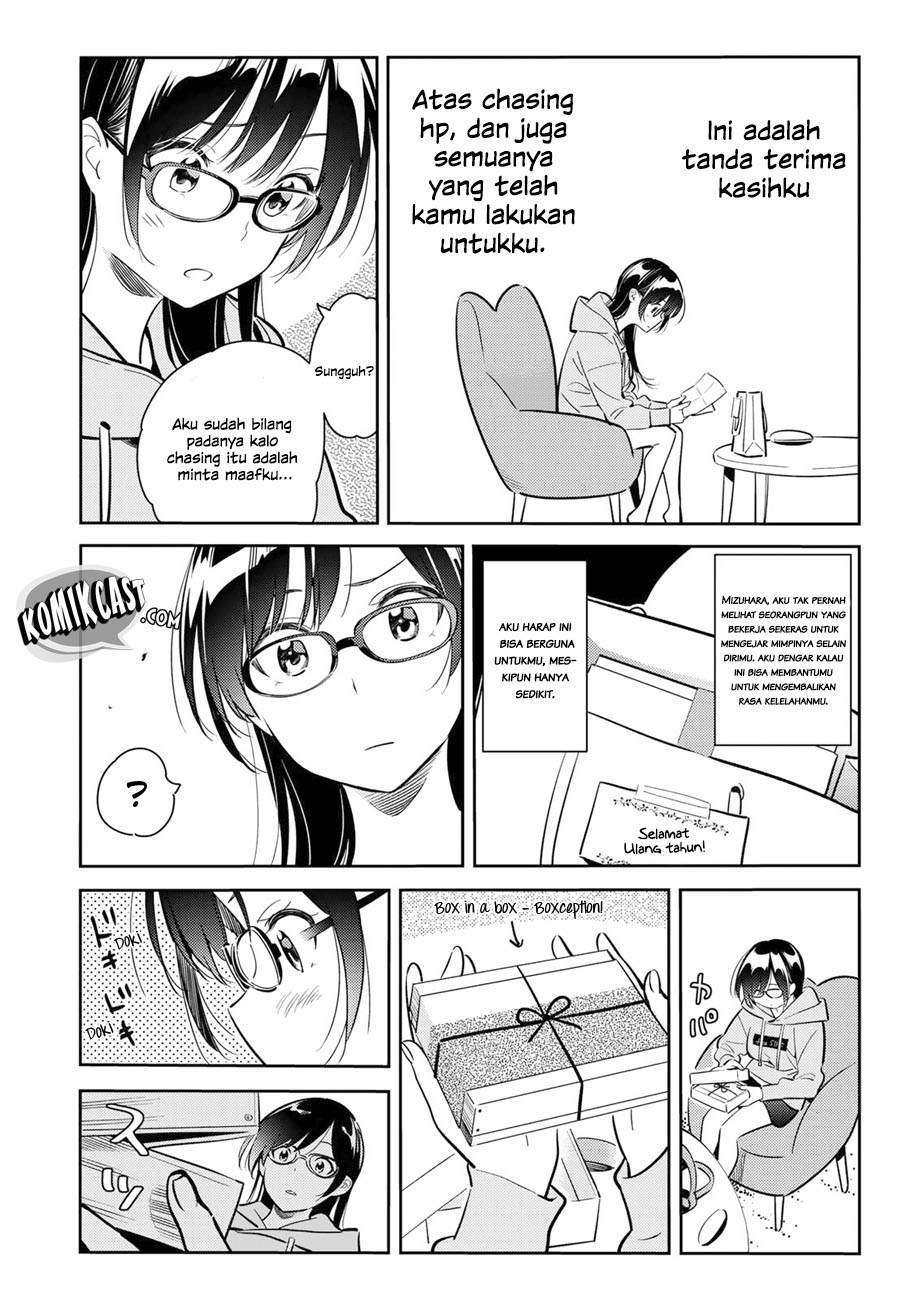 Ini adalah
tanda terima
kasihku
Atas chasing
hp, dan juga
semuanya
yang telah
kamu lakukan
untukku.
Sungguh?
Aku sudah bilang
padanya kalo
chasing itu adalah
minta maafku...
Mizuhara, aku tak pernah
melihat seorangpun yang
bekerja sekeras untuk
mengejar mimpinya selain
dirimu. Aku dengar kalau
ini bisa membantumu
untuk mengembalikan
rasa kelelahanmu.
Aku harap ini
bisa berguna
untukmu, mes-
kipun hanya
sedikit.
Selamat
Ulang tahun!
KOMIKCAST.COM
?
カパ
Box in a box - Boxception!
ドキ
DOKI
ドキ
DOKI
スッ